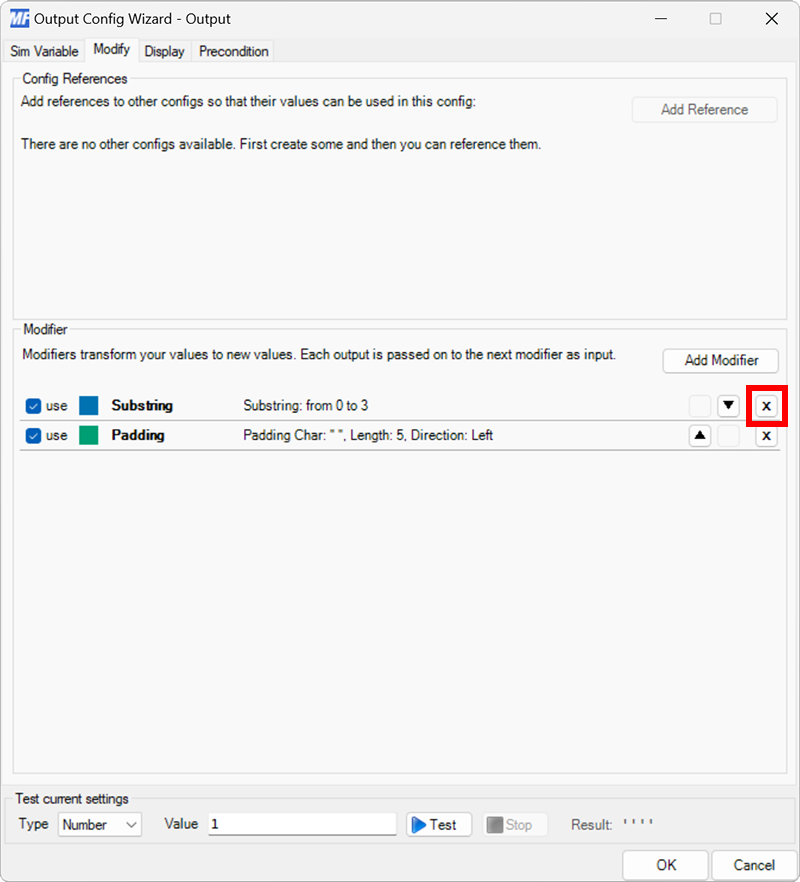 MF Output Config Wizard - Output
Sim Variable Modify Display Precondition
Config References
Add references to other configs so that their values can be used in this config:
Add Reference
There are no other configs available. First create some and then you can reference them.
Modifier
Modifiers transform your values to new values. Each output is passed on to the next modifier as input.
Add Modifier
use Substring Substring: from 0 to 3 ▼ x
use Padding Padding Char: " ", Length: 5, Direction: Left ▲ x
Test current settings
Type Number Value 1 Test Stop Result: ' ' ' '
OK Cancel